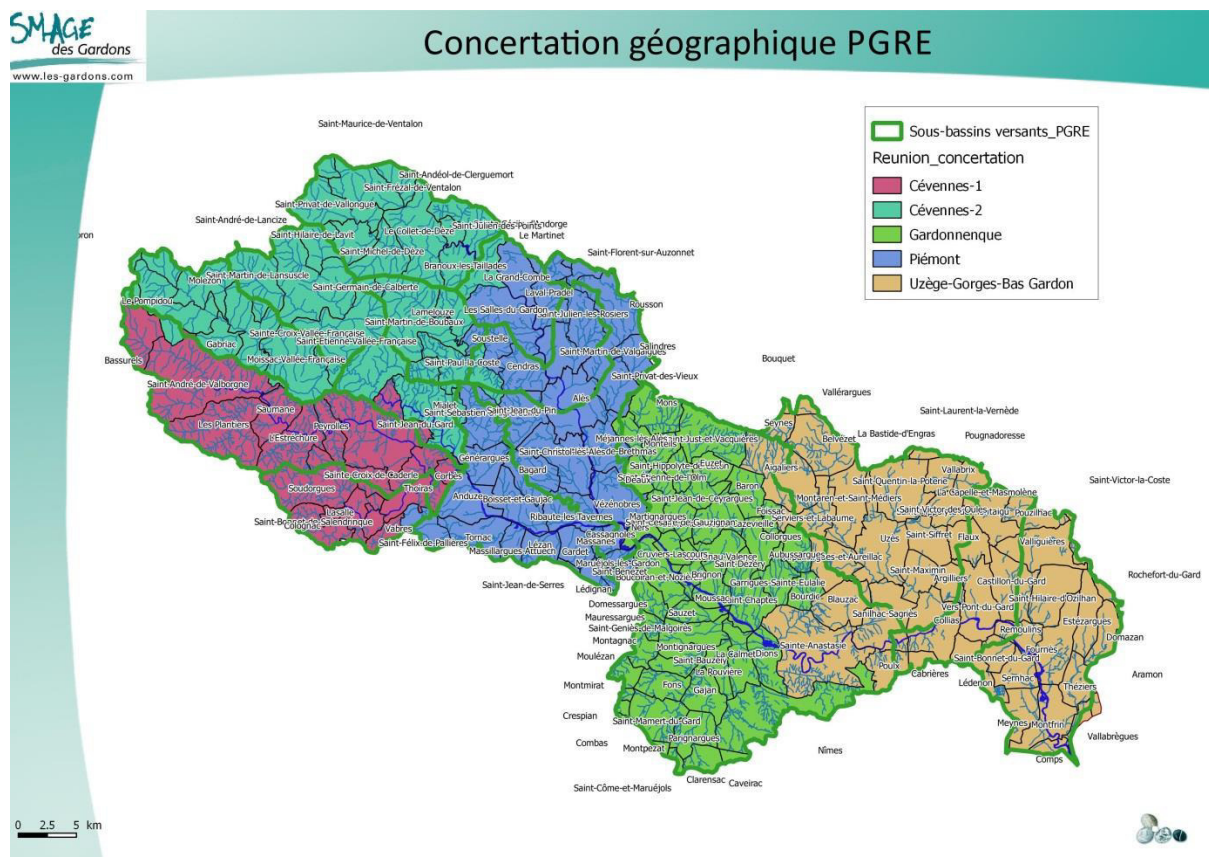 SMAGE
des Gardons
www.les-gardons.com
Concertation géographique PGRE
Sous-bassins versants_PGRE
Reunion_concertation
Cévennes-1
Cévennes-2
Gardonnenque
Piémont
Uzège-Gorges-Bas Gardon
Saint-Maurice-de-Ventalon
Saint-Andéol-de-Clerguemort
Saint-Frézal-de-Ventalon
Saint-Privat-de-Vallongue
Saint-André-de-Lancize
Saint-Julien-des-Points
Le Collet-de-Dèze
Le Martinet
Saint-Hilaire-de-Lavit
Saint-Michel-de-Dèze
Saint-Florent-sur-Auzonnet
Branoux-les-Taillades
La Grand-Combe
Saint-Martin-de-Lansuscle
Molezon
Saint-Germain-de-Calberte
Laval-Pradel
Le Pompidou
Rousson
Lamelouze
Les Salles du Gardon
Saint-Julien-les-Rosiers
Saint-Martin-de-Boubaux
Sainte-Croix-Vallée-Française
Saint-Etienne-Vallée-Française
Soustelle
Gabriac
Salindres
Saint-Martin-de-Valgalgues
Bassurels
Moissac-Vallée-Française
Saint-Paul-la-Coste
Cendras
Bouquet
Saint-Privat-des-Vieux
Saint-André-de-Valborgne
Vallérargues
Alès
Mialet
Mons
Saumane
Saint-Jean-du-Pin
Saint-Laurent-la-Vernède
Les Plantiers
Peyrolles
Saint-Jean-du-Gard
Seynes
La Bastide-d'Engras
Pougnadoresse
L'Estréchure
Belvezet
Générargues
Aigaliers
Vallabrix
Sainte-Croix-de-Caderle
Corbès
Bagard
Saint-Quentin-la-Poterie
Saint-Victor-la-Coste
Soudorgues
Thoiras
Anduze
Boisset-et-Gaujac
Vézénobres
Baron
Montaren-et-Saint-Médiers
La Capelle-et-Masmolène
Lasalle
Saint-Jean-de-Ceyrargues
Foissac
Saint-Victor-des-Oules
Pouzilhac
Saint-Bonnet-de-Salendrinque
Vabres
Ribaute-les-Tavernes
Martignargues
Serviers-et-Labaume
Saint-Félix-de-Pallières
Tornac
Cassagnoles
Collorgues
Uzès
Saint-Siffret
Flaux
Valliguières
Massillargues-Attuech
Lézan
Cardet
Cruviers-Lascours
Aubussargues
Saint-Dézéry
Maruéjols-lès-Gardon
Saint-Maximin
Argilliers
Castillon-du-Gard
Rochefort-du-Gard
Saint-Jean-de-Serres
Lédignan
Brignon
Garrigues-Sainte-Eulalie
Domessargues
Moussac
Blauzac
Saint-Hilaire-d'Ozilhan
Mauressargues
Sauzet
Sanilhac-Sagriès
Vers-Pont-du-Gard
Collias
Estézargues
Saint-Geniès-de-Malgoires
Remoulins
Domazan
Montagnac
Montignargues
Sainte-Anastasie
Fournès
Moulézan
Saint-Bauzély
Dions
Saint-Bonnet-du-Gard
La Rouvière
Poulx
Cabrières
Sernhac
Aramon
Montmirat
Fons
Gajan
Lédenon
Théziers
Crespian
Saint-Mamert-du-Gard
Meynes
Montfrin
Combas
Montpezat
Parignargues
Nîmes
Vallabrègues
Comps
Clarensac
Caveirac
Saint-Côme-et-Maruéjols
0 2.5 5 km